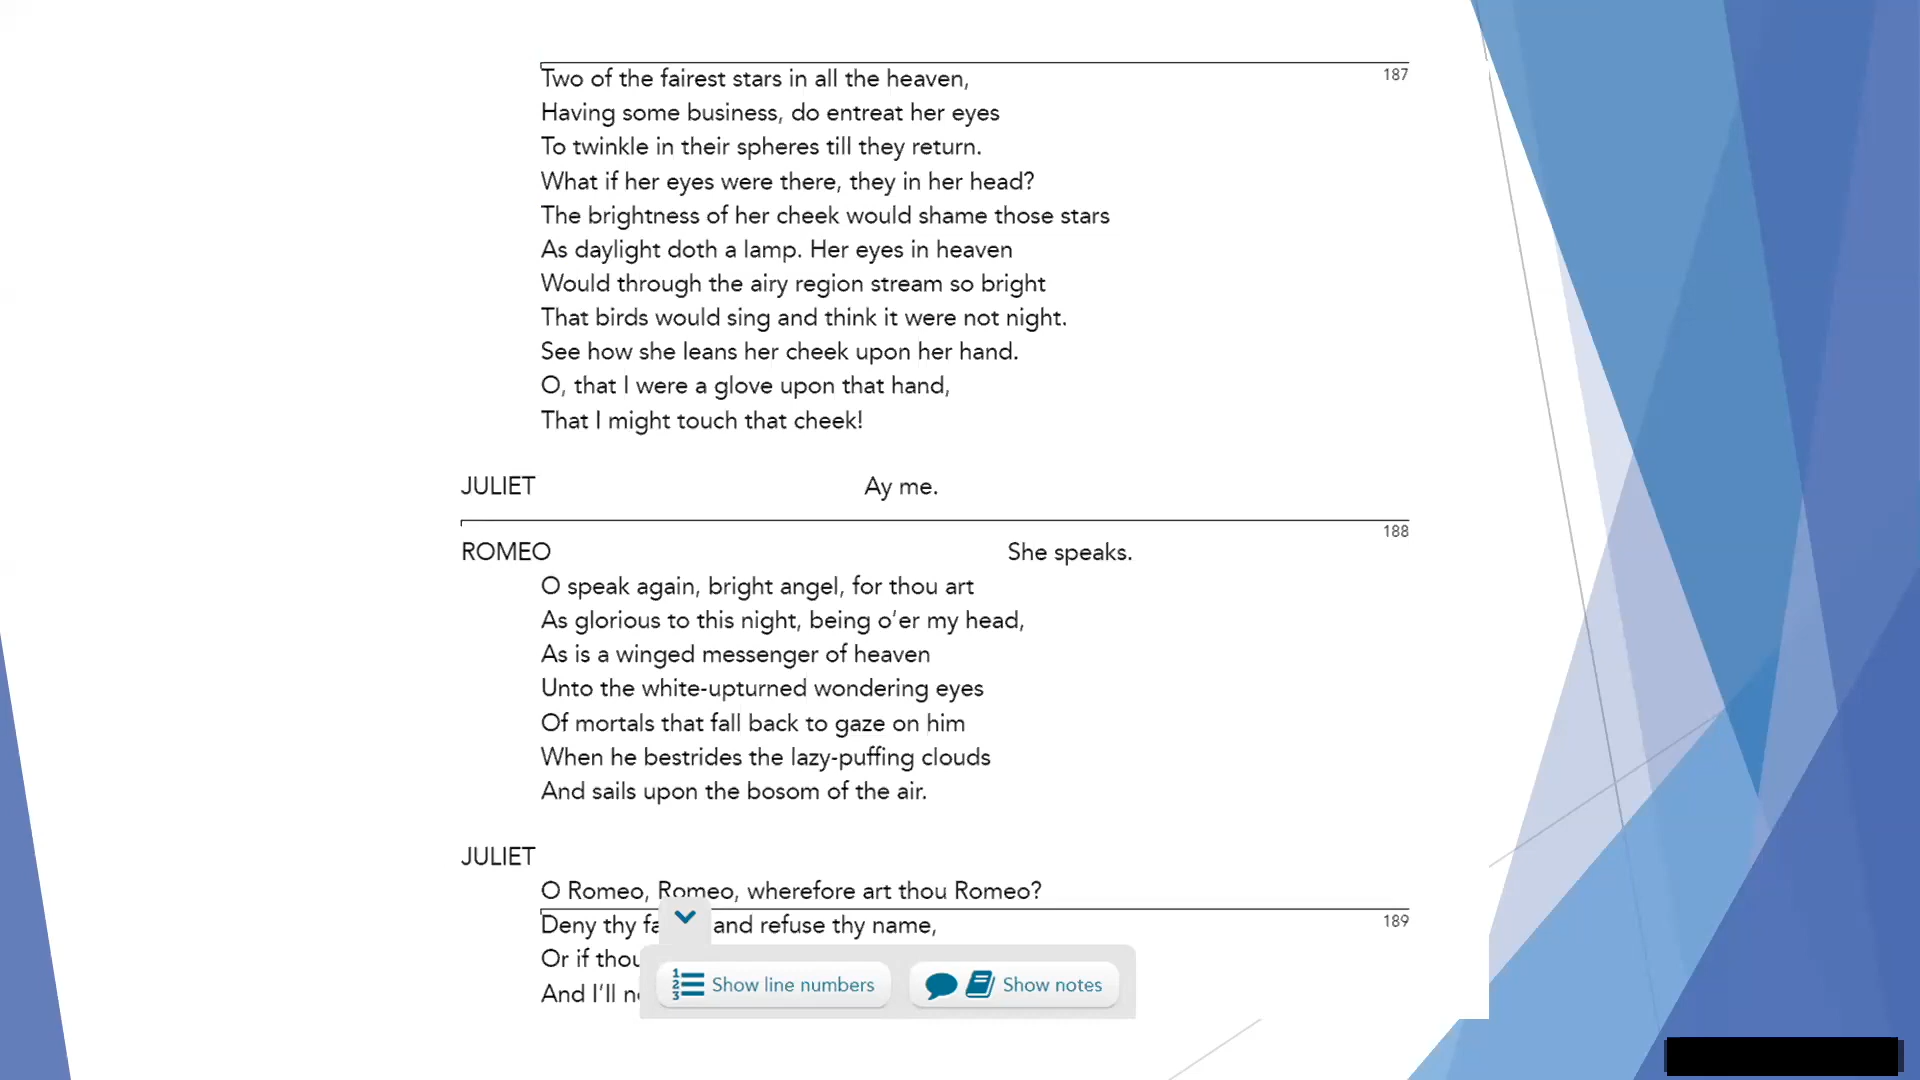 187
Two of the fairest stars in all the heaven,
Having some business, do entreat her eyes
To twinkle in their spheres till they return.
What if her eyes were there, they in her head?
The brightness of her cheek would shame those stars
As daylight doth a lamp. Her eyes in heaven
Would through the airy region stream so bright
That birds would sing and think it were not night.
See how she leans her cheek upon her hand.
O, that I were a glove upon that hand,
That I might touch that cheek!
JULIET Ay me.
188
ROMEO She speaks.
O speak again, bright angel, for thou art
As glorious to this night, being o’er my head,
As is a winged messenger of heaven
Unto the white-upturned wondering eyes
Of mortals that fall back to gaze on him
When he bestrides the lazy-puffing clouds
And sails upon the bosom of the air.
JULIET
O Romeo, Romeo, wherefore art thou Romeo?
189
Deny thy and refuse thy name,
Or if thou
And I’ll
Show line numbers Show notes